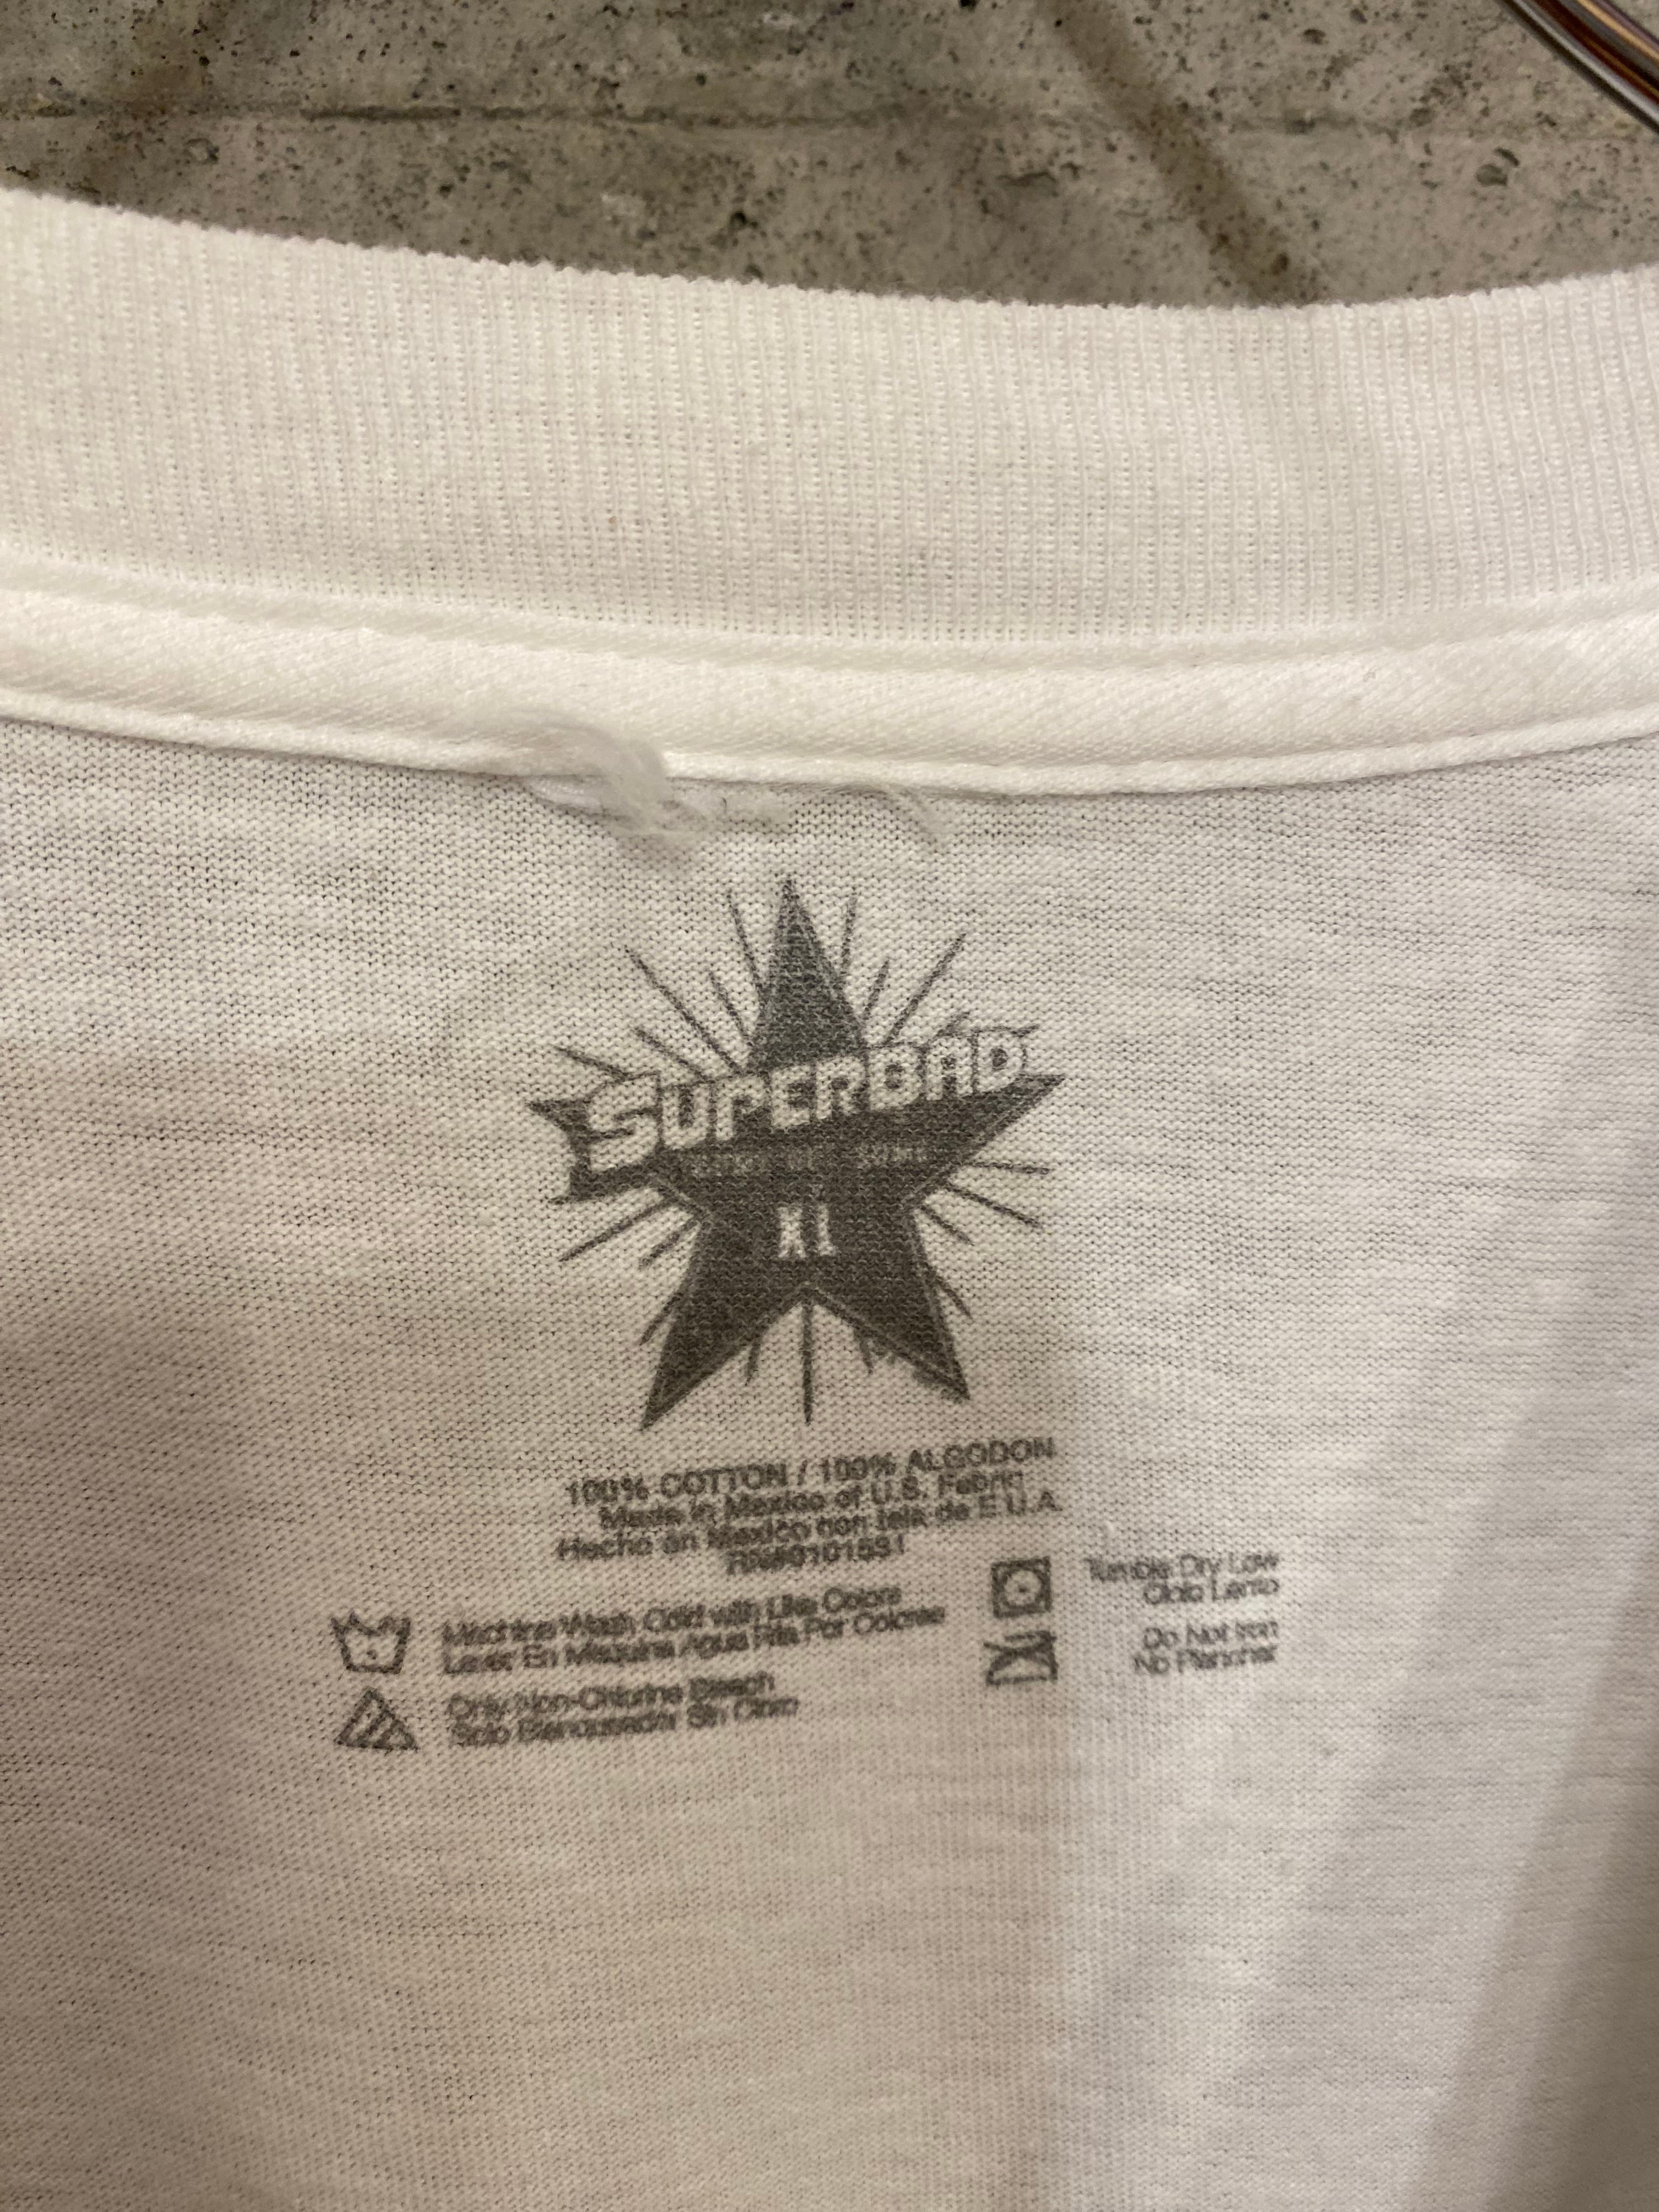 SUPERBAD
XL
100% COTTON / 100% ALGODON
Made in Mexico of U.S. Fabric
Hecho en Mexico con tela de E.U.A.
Machine Wash Cold with Like Colors
Lavar En Maquina Agua Fria Por Colores
Only Non-Chlorine Bleach
Solo Blanqueador Sin Cloro
Tumble Dry Low
Ciclo Lento
Do Not Iron
No Planchar